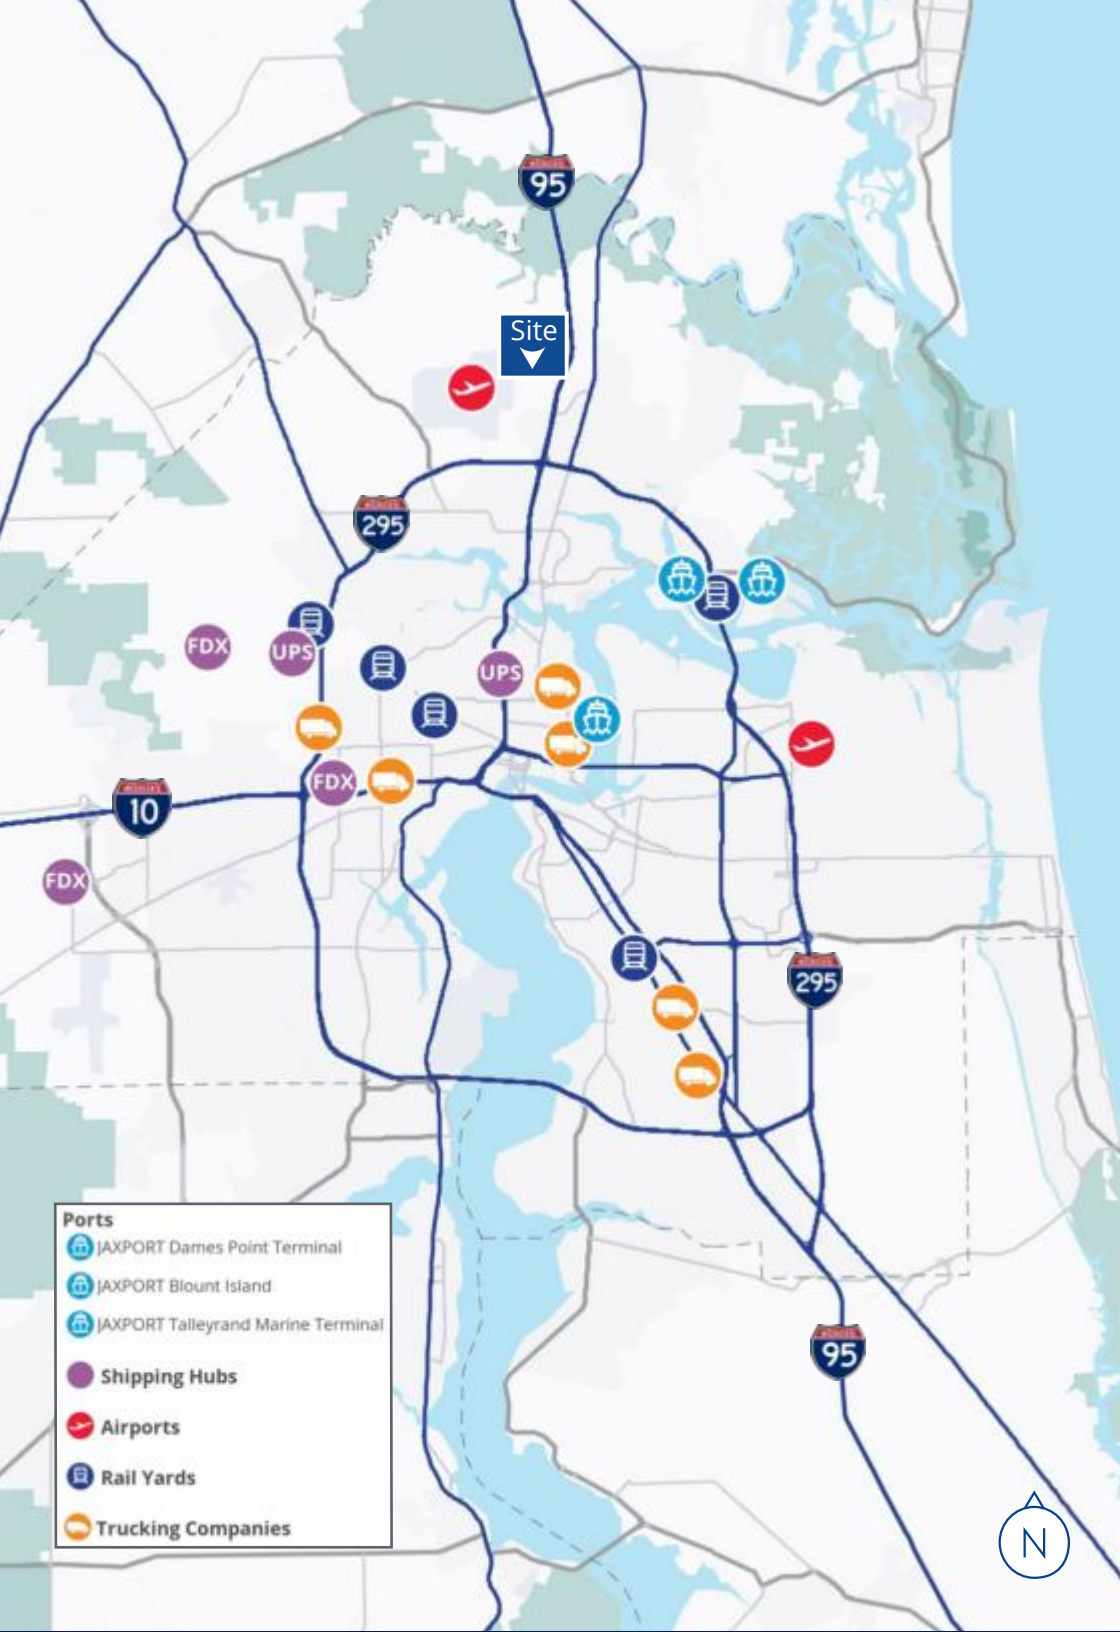 95
Site
295
FDX
UPS
UPS
FDX
10
FDX
295
Ports
JAXPORT Dames Point Terminal
JAXPORT Blount Island
JAXPORT Talleyrand Marine Terminal
Shipping Hubs
Airports
Rail Yards
Trucking Companies
95
N